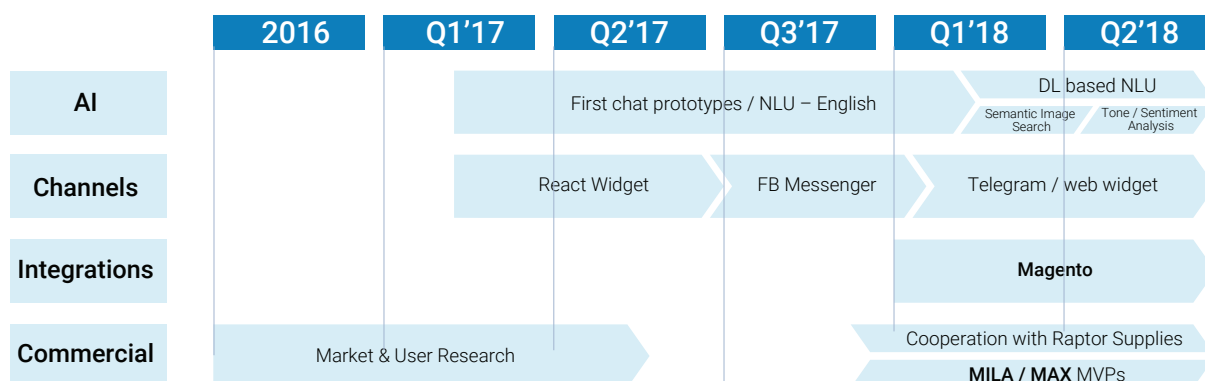 2016 Q1’17 Q2’17 Q3’17 Q1’18 Q2’18
AI
First chat prototypes / NLU – English
DL based NLU
Semantic Image
Search
Tone / Sentiment
Analysis
Channels
React Widget
FB Messenger
Telegram / web widget
Integrations
Magento
Commercial
Market & User Research
Cooperation with Raptor Supplies
MILA / MAX MVPs